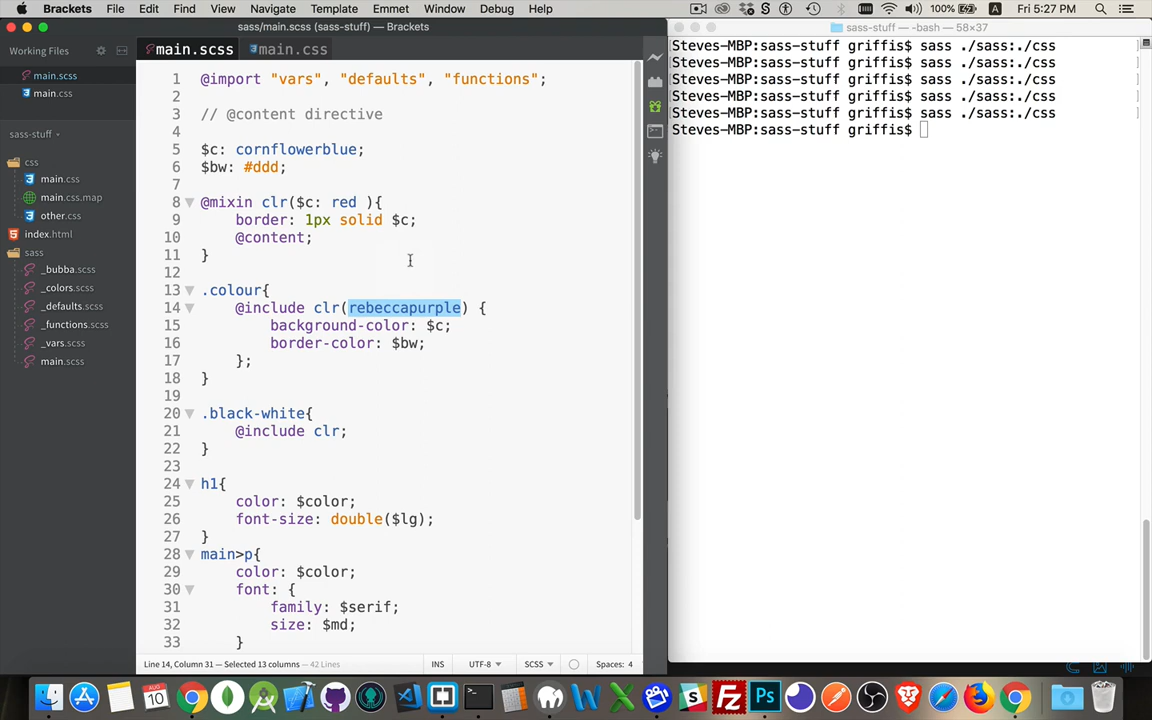 Brackets File Edit Find View Navigate Template Emmet Window Debug Help 100% Fri 5:27 PM
sass/main.scss (sass-stuff) — Brackets
sass-stuff — -bash — 58×37
Working Files
main.scss
main.css
sass-stuff
css
main.css
main.css.map
other.css
index.html
sass
_bubba.scss
_colors.scss
_defaults.scss
_functions.scss
_vars.scss
main.scss
main.scss main.css
1 @import "vars", "defaults", "functions";
2
3 // @content directive
4
5 $c: cornflowerblue;
6 $bw: #ddd;
7
8 @mixin clr($c: red ){
9 border: 1px solid $c;
10 @content;
11 }
12
13 .colour{
14 @include clr(rebeccapurple) {
15 background-color: $c;
16 border-color: $bw;
17 };
18 }
19
20 .black-white{
21 @include clr;
22 }
23
24 h1{
25 color: $color;
26 font-size: double($lg);
27 }
28 main>p{
29 color: $color;
30 font: {
31 family: $serif;
32 size: $md;
33 }
Line 14, Column 31 — Selected 13 columns — 42 Lines INS UTF-8 SCSS Spaces: 4
Steves-MBP:sass-stuff griffis$ sass ./sass:./css
Steves-MBP:sass-stuff griffis$ sass ./sass:./css
Steves-MBP:sass-stuff griffis$ sass ./sass:./css
Steves-MBP:sass-stuff griffis$ sass ./sass:./css
Steves-MBP:sass-stuff griffis$ sass ./sass:./css
Steves-MBP:sass-stuff griffis$
AUG
10